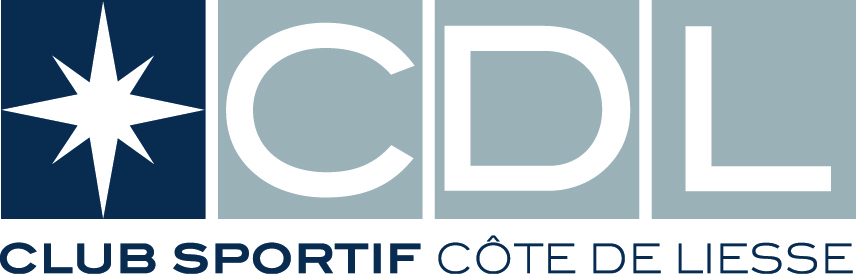 CDL
CLUB SPORTIF CÔTE DE LIESSE